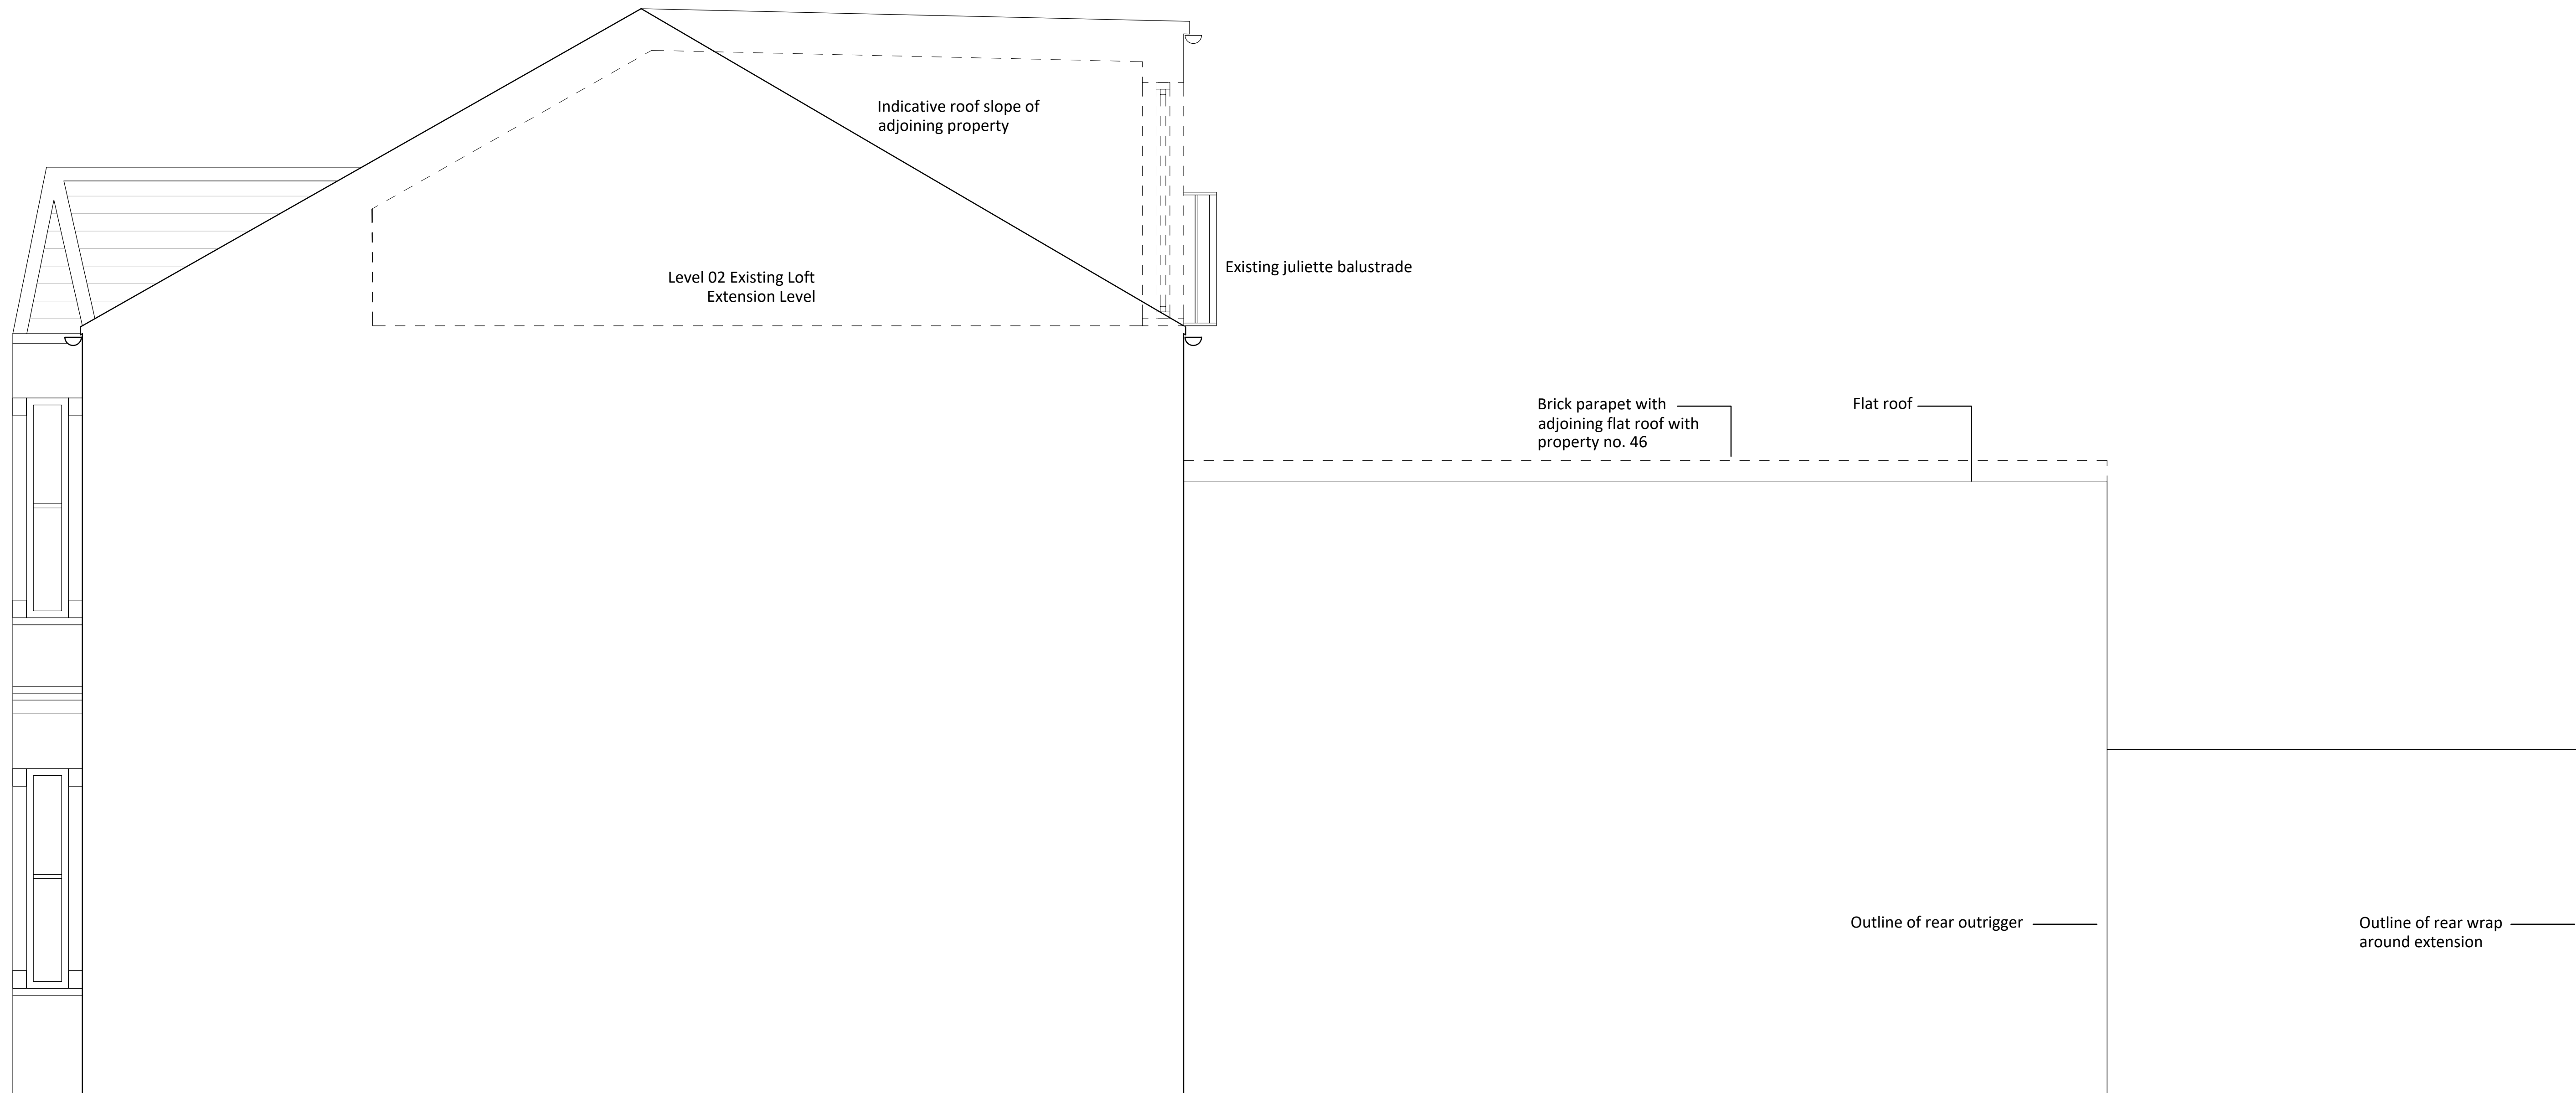 Indicative roof slope of
adjoining property
Level 02 Existing Loft
Extension Level
Existing juliette balustrade
Brick parapet with
adjoining flat roof with
property no. 46
Flat roof
Outline of rear outrigger
Outline of rear wrap
around extension